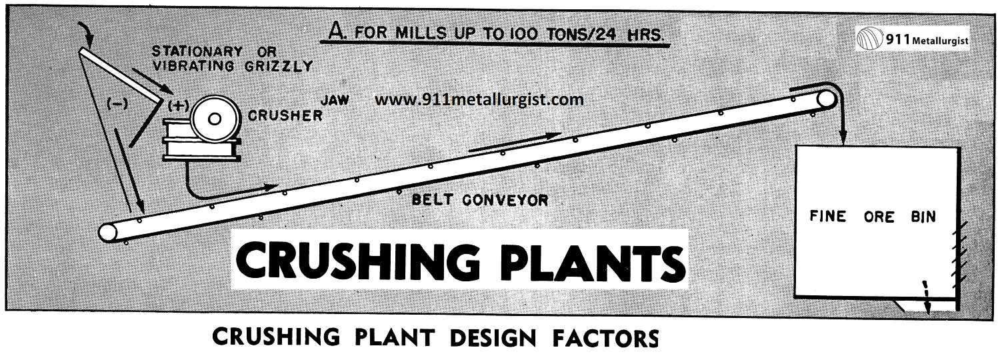 A. FOR MILLS UP TO 100 TONS/24 HRS.
911 Metallurgist
STATIONARY OR
VIBRATING GRIZZLY
(-)
(+)
JAW
CRUSHER
www.911metallurgist.com
BELT CONVEYOR
FINE ORE BIN
CRUSHING PLANTS
CRUSHING PLANT DESIGN FACTORS